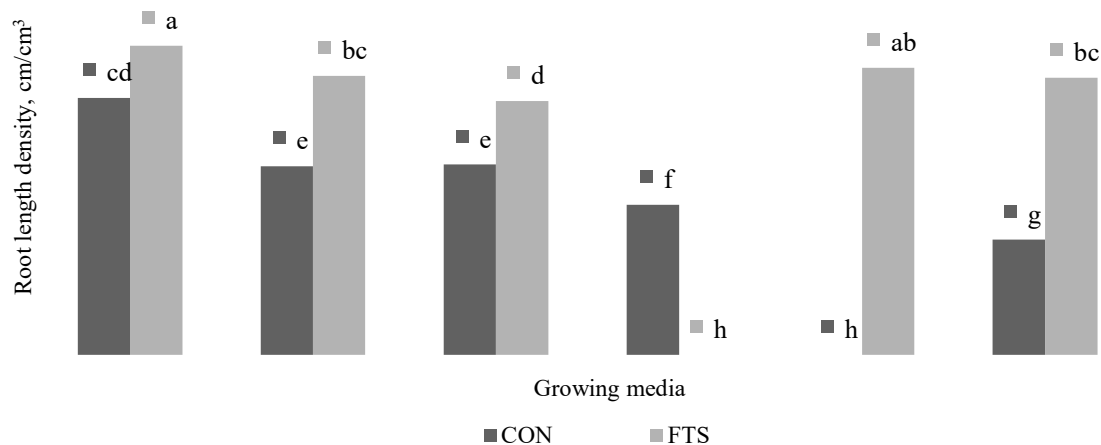 Root length density, cm/cm³
a
cd
bc
e
d
e
f
h
h
ab
bc
g
Growing media
CON FTS